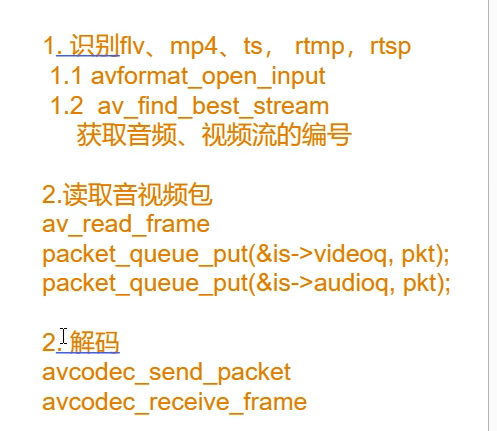 1. 识别flv、mp4、ts， rtmp，rtsp
1.1 avformat_open_input
1.2 av_find_best_stream
获取音频、视频流的编号
2.读取音视频包
av_read_frame
packet_queue_put(&is->videoq, pkt);
packet_queue_put(&is->audioq, pkt);
2. 解码
avcodec_send_packet
avcodec_receive_frame